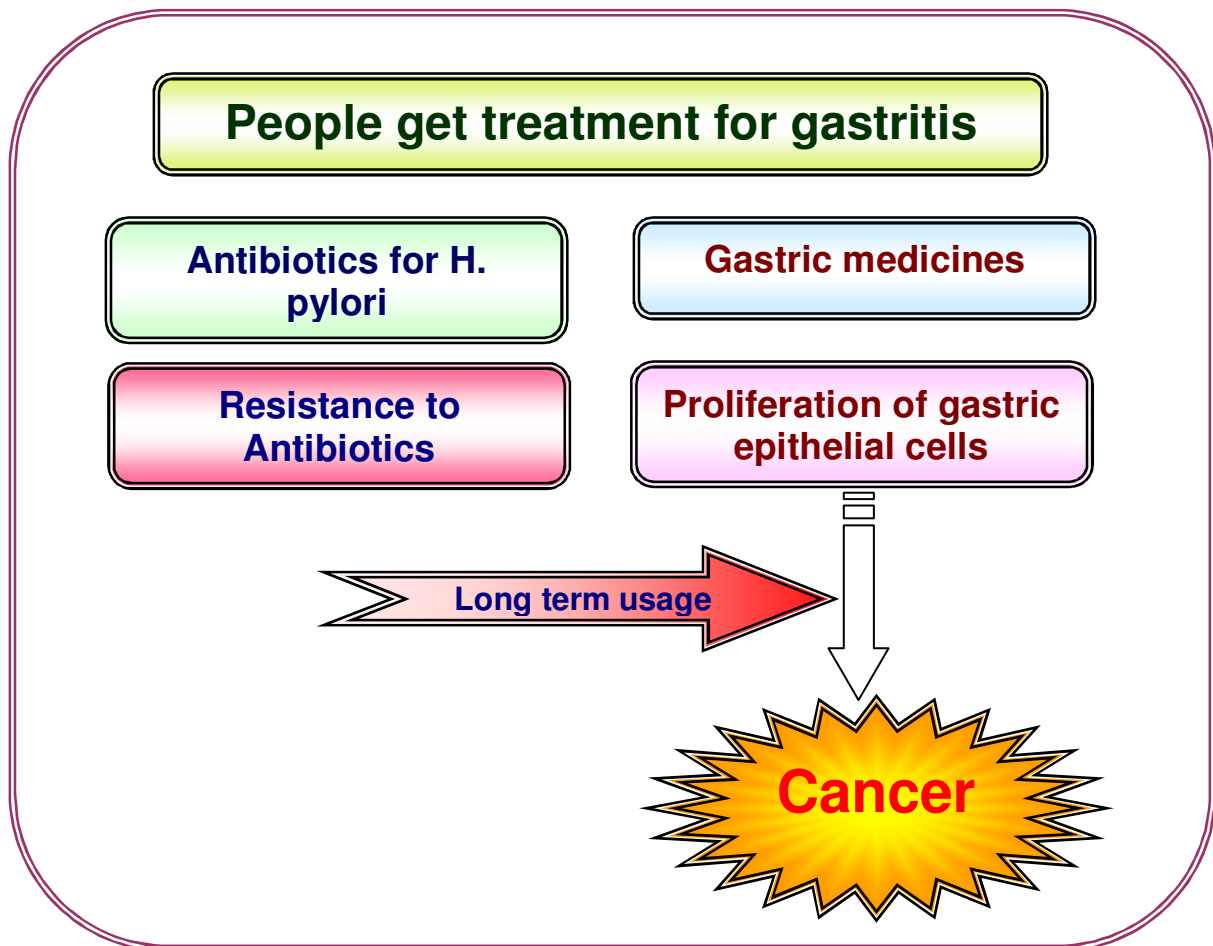 People get treatment for gastritis
Antibiotics for H.
pylori
Gastric medicines
Resistance to
Antibiotics
Proliferation of gastric
epithelial cells
Long term usage
Cancer